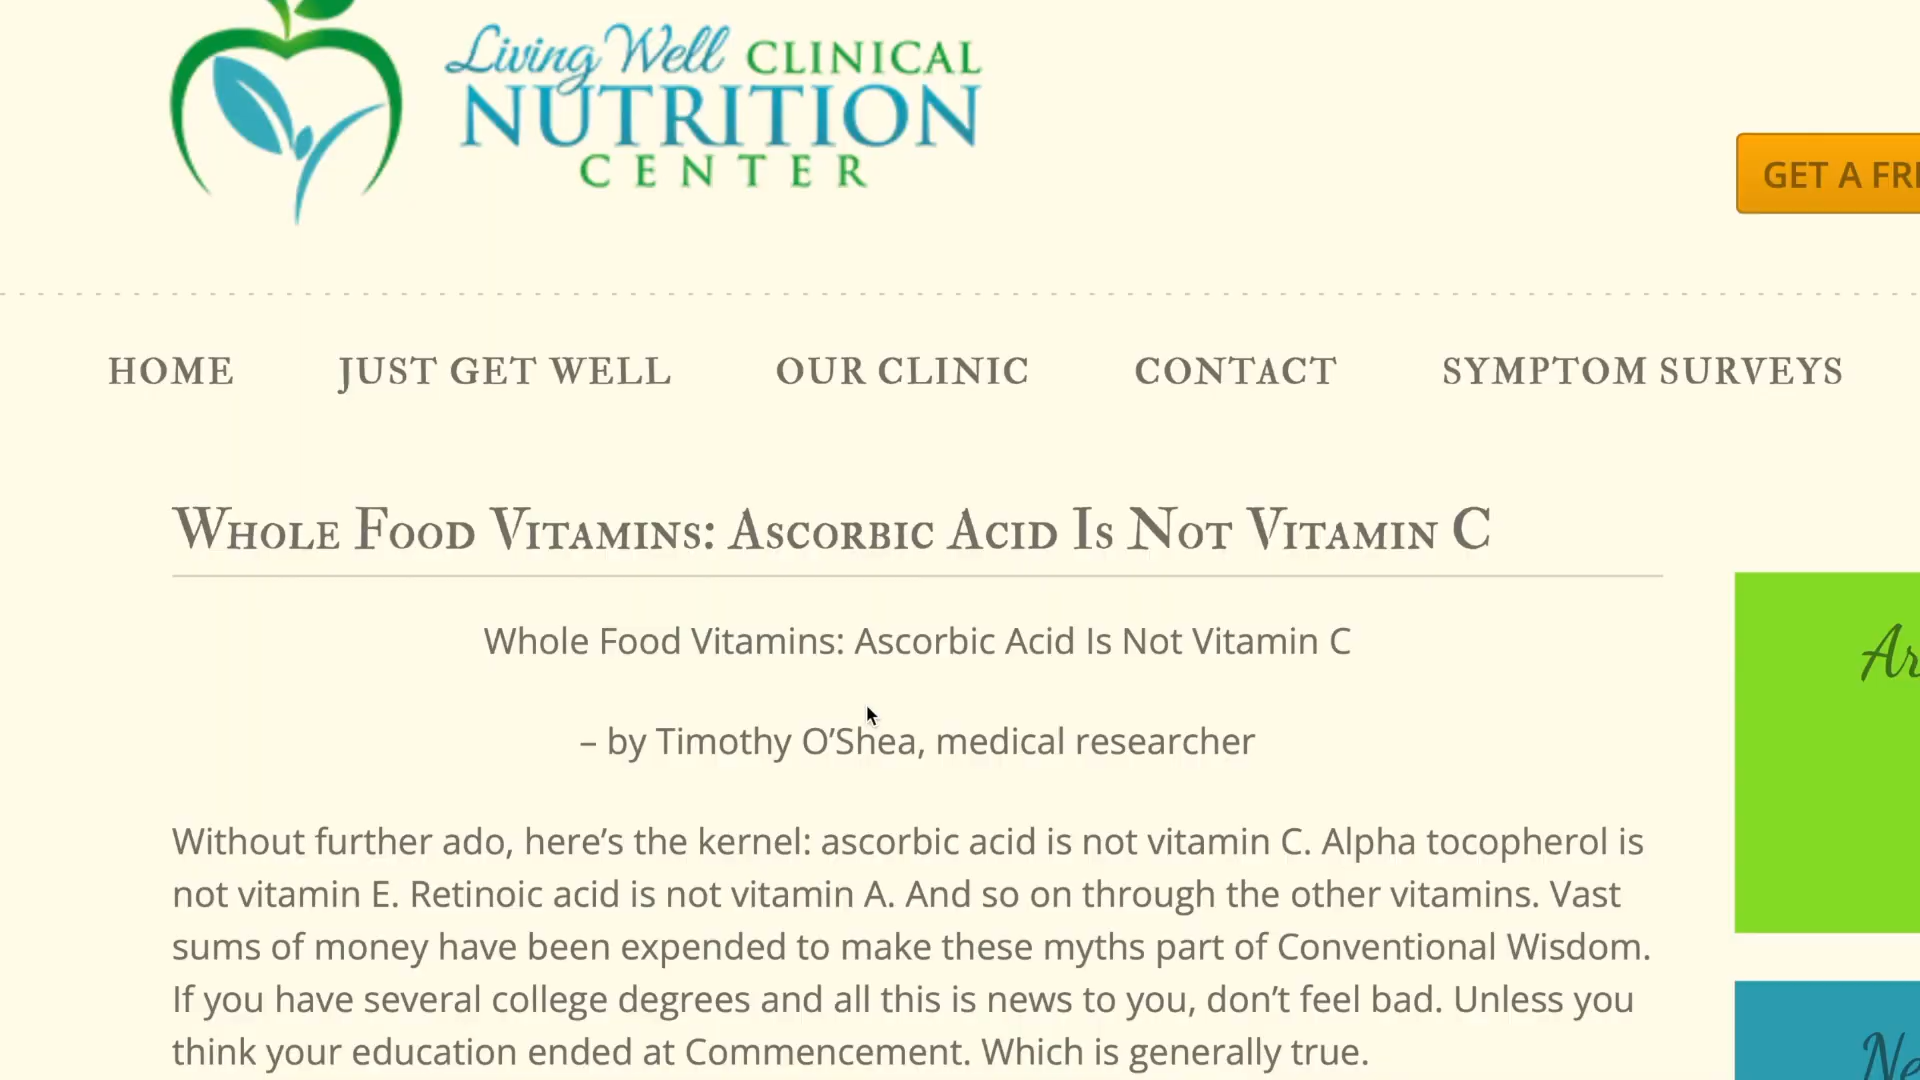 Living Well CLINICAL
NUTRITION
CENTER
GET A
HOME JUST GET WELL OUR CLINIC CONTACT SYMPTOM SURVEYS
Whole Food Vitamins: Ascorbic Acid Is Not Vitamin C
Whole Food Vitamins: Ascorbic Acid Is Not Vitamin C
– by Timothy O’Shea, medical researcher
Without further ado, here’s the kernel: ascorbic acid is not vitamin C. Alpha tocopherol is
not vitamin E. Retinoic acid is not vitamin A. And so on through the other vitamins. Vast
sums of money have been expended to make these myths part of Conventional Wisdom.
If you have several college degrees and all this is news to you, don’t feel bad. Unless you
think your education ended at Commencement. Which is generally true.